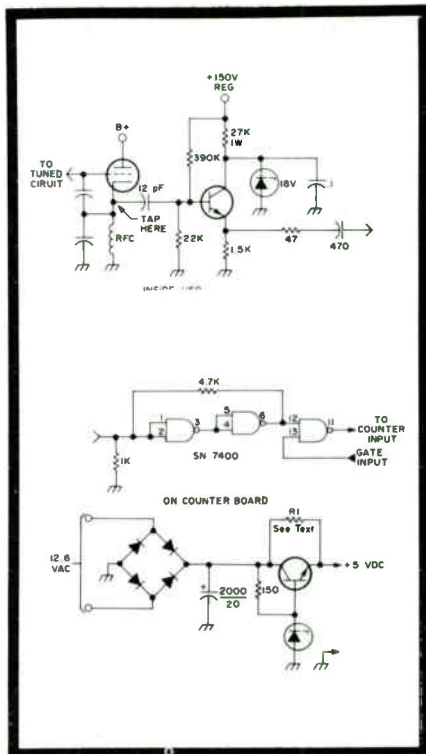 +150V
REG
B+
27K
1W
390K
TO
TUNED
CIRUIT
12 pF
18V
TAP
HERE
RFC
22K
1.5K
47
470
4.7K
1
2
3
5
4
6
12
13
11
TO
COUNTER
INPUT
GATE
INPUT
SN 7400
1K
ON COUNTER BOARD
R1
See Text
12.6
VAC
+5 VDC
+
2000
20
150